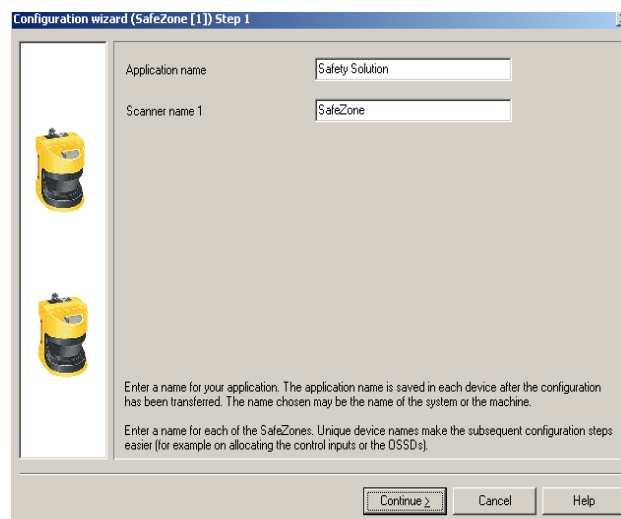 Configuration wizard (SafeZone [1]) Step 1
Application name
Safety Solution
Scanner name 1
SafeZone
Enter a name for your application. The application name is saved in each device after the configuration
has been transferred. The name chosen may be the name of the system or the machine.
Enter a name for each of the SafeZones. Unique device names make the subsequent configuration steps
easier (for example on allocating the control inputs or the OSSDs).
Continue >
Cancel
Help